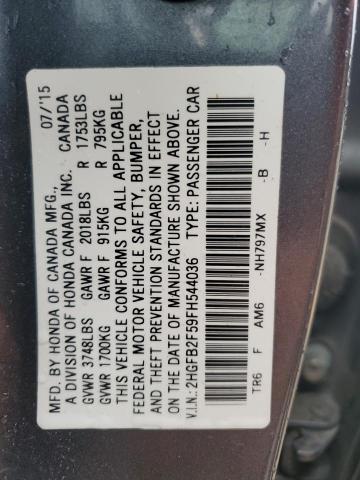 MFD. BY HONDA OF CANADA MFG., 07/'15
A DIVISION OF HONDA CANADA INC. CANADA
GVWR 3748LBS GAWR F 2018LBS R 1753LBS
GVWR 1700KG GAWR F 915KG R 795KG
THIS VEHICLE CONFORMS TO ALL APPLICABLE
FEDERAL MOTOR VEHICLE SAFETY, BUMPER,
AND THEFT PREVENTION STANDARDS IN EFFECT
ON THE DATE OF MANUFACTURE SHOWN ABOVE.
V.I.N.: 2HGFB2F59FH544036 TYPE: PASSENGER CAR
TR6 F AM6 -NH797MX -B -H